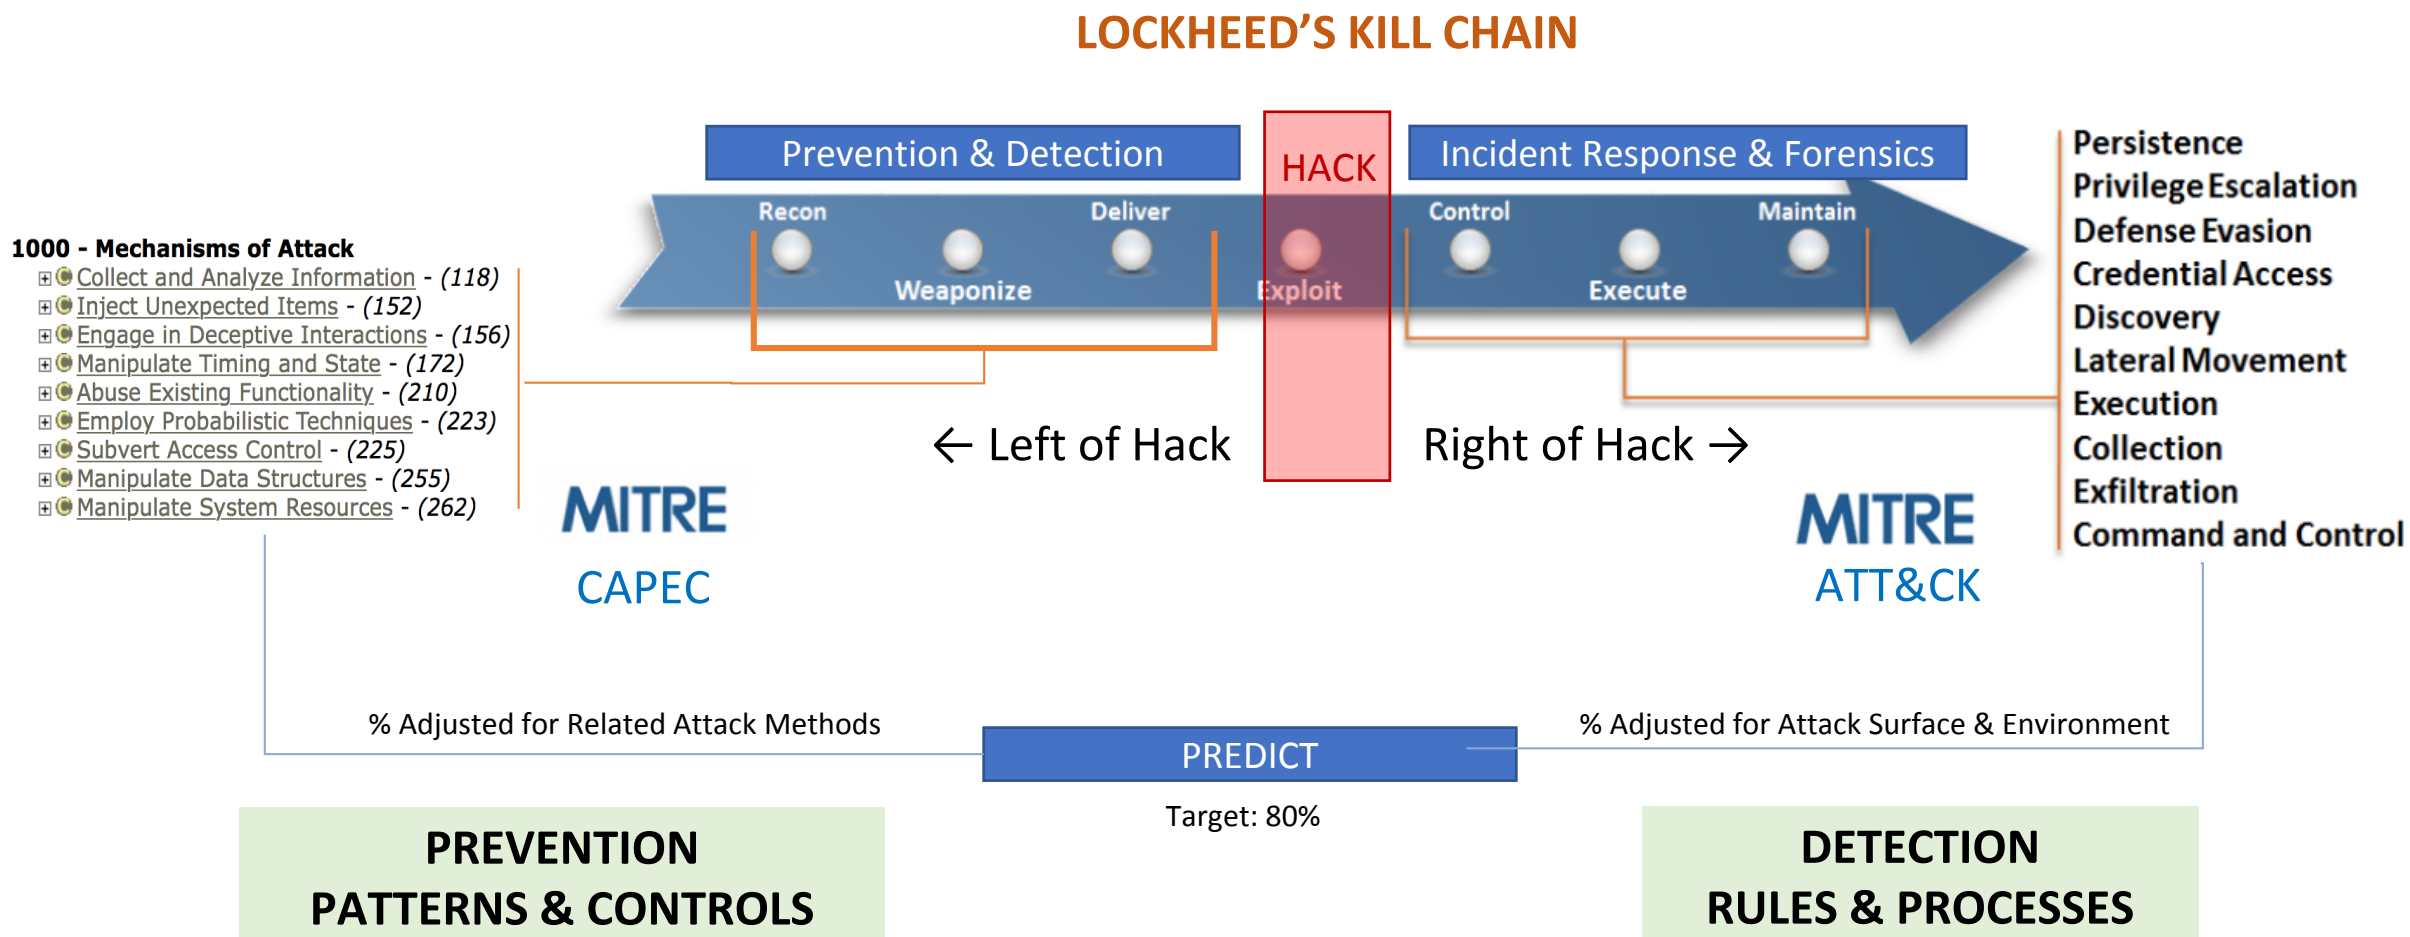 LOCKHEED’S KILL CHAIN
Prevention & Detection
HACK
Incident Response & Forensics
Recon
Deliver
Control
Maintain
Weaponize
Exploit
Execute
1000 - Mechanisms of Attack
Collect and Analyze Information - (118)
Inject Unexpected Items - (152)
Engage in Deceptive Interactions - (156)
Manipulate Timing and State - (172)
Abuse Existing Functionality - (210)
Employ Probabilistic Techniques - (223)
Subvert Access Control - (225)
Manipulate Data Structures - (255)
Manipulate System Resources - (262)
← Left of Hack
Right of Hack →
MITRE
CAPEC
MITRE
ATT&CK
Persistence
Privilege Escalation
Defense Evasion
Credential Access
Discovery
Lateral Movement
Execution
Collection
Exfiltration
Command and Control
% Adjusted for Related Attack Methods
% Adjusted for Attack Surface & Environment
PREDICT
Target: 80%
PREVENTION
PATTERNS & CONTROLS
DETECTION
RULES & PROCESSES